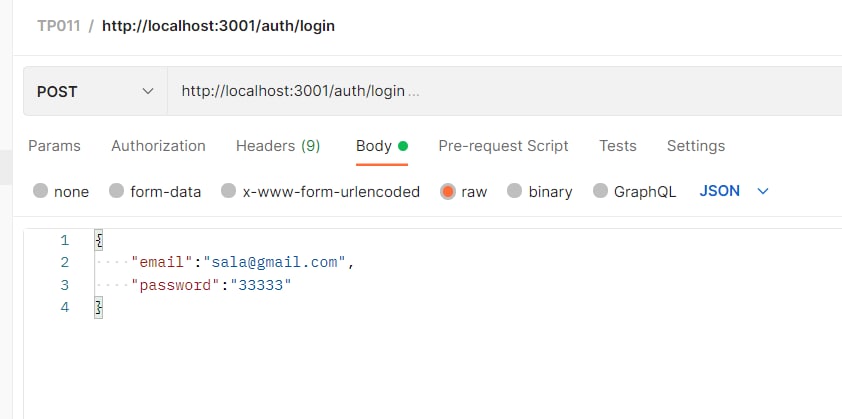 TP011 / http://localhost:3001/auth/login
POST http://localhost:3001/auth/login ...
Params Authorization Headers (9) Body Pre-request Script Tests Settings
none form-data x-www-form-urlencoded raw binary GraphQL JSON
1 {
2 ····"email":"sala@gmail.com",
3 ····"password":"33333"
4 }